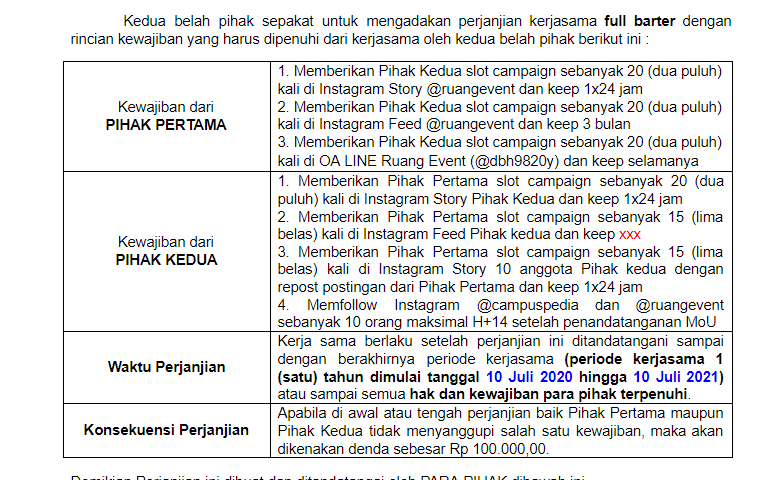 Kedua belah pihak sepakat untuk mengadakan perjanjian kerjasama full barter dengan
rincian kewajiban yang harus dipenuhi dari kerjasama oleh kedua belah pihak berikut ini :
Kewajiban dari
PIHAK PERTAMA
1. Memberikan Pihak Kedua slot campaign sebanyak 20 (dua puluh)
kali di Instagram Story @ruangevent dan keep 1x24 jam
2. Memberikan Pihak Kedua slot campaign sebanyak 20 (dua puluh)
kali di Instagram Feed @ruangevent dan keep 3 bulan
3. Memberikan Pihak Kedua slot campaign sebanyak 20 (dua puluh)
kali di OA LINE Ruang Event (@dbh9820y) dan keep selamanya
Kewajiban dari
PIHAK KEDUA
1. Memberikan Pihak Pertama slot campaign sebanyak 20 (dua
puluh) kali di Instagram Story Pihak Kedua dan keep 1x24 jam
2. Memberikan Pihak Pertama slot campaign sebanyak 15 (lima
belas) kali di Instagram Feed Pihak kedua dan keep xxx
3. Memberikan Pihak Pertama slot campaign sebanyak 15 (lima
belas) kali di Instagram Story 10 anggota Pihak kedua dengan
repost postingan dari Pihak Pertama dan keep 1x24 jam
4. Memfollow Instagram @campuspedia dan @ruangevent
sebanyak 10 orang maksimal H+14 setelah penandatanganan MoU
Waktu Perjanjian
Kerja sama berlaku setelah perjanjian ini ditandatangani sampai
dengan berakhirnya periode kerjasama (periode kerjasama 1
(satu) tahun dimulai tanggal 10 Juli 2020 hingga 10 Juli 2021)
atau sampai semua hak dan kewajiban para pihak terpenuhi.
Konsekuensi Perjanjian
Apabila di awal atau tengah perjanjian baik Pihak Pertama maupun
Pihak Kedua tidak menyanggupi salah satu kewajiban, maka akan
dikenakan denda sebesar Rp 100.000,00.
Demikian Perjanjian ini dibuat dan ditandatangi oleh PARA PIHAK dibawah ini